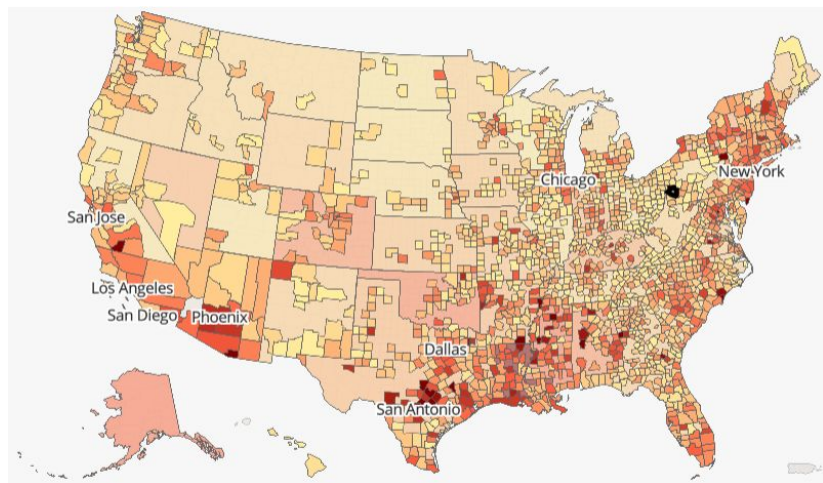 New York
Chicago
San Jose
Los Angeles
San Diego
Phoenix
Dallas
San Antonio